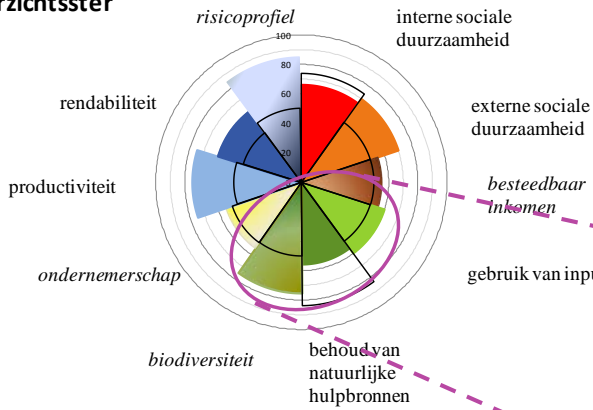 rzichtsster
risicoprofiel
interne sociale
duurzaamheid
100
80
60
40
20
rendabiliteit
externe sociale
duurzaamheid
productiviteit
besteedbaar
inkomen
ondernemerschap
gebruik van inpu
biodiversiteit
behoud van
natuurlijke
hulpbronnen